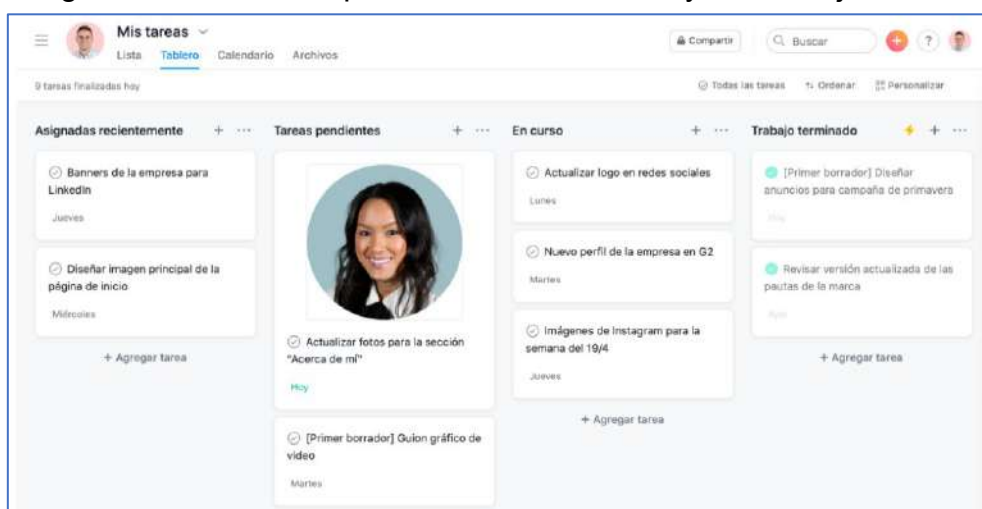 Mis tareas
Lista Tablero Calendario Archivos
Compartir
Buscar
?
9 tareas finalizadas hoy
Todas las tareas
Ordenar
Personalizar
Asignadas recientemente
Banners de la empresa para
LinkedIn
Jueves
Diseñar imagen principal de la
página de inicio
Miércoles
+ Agregar tarea
Tareas pendientes
Actualizar fotos para la sección
"Acerca de mí"
Hoy
[Primer borrador] Guion gráfico de
video
Martes
En curso
Actualizar logo en redes sociales
Lunes
Nuevo perfil de la empresa en G2
Martes
Imágenes de Instagram para la
semana del 19/4
Jueves
+ Agregar tarea
Trabajo terminado
[Primer borrador] Diseñar
anuncios para campaña de primavera
Hoy
Revisar versión actualizada de las
pautas de la marca
Ayer
+ Agregar tarea